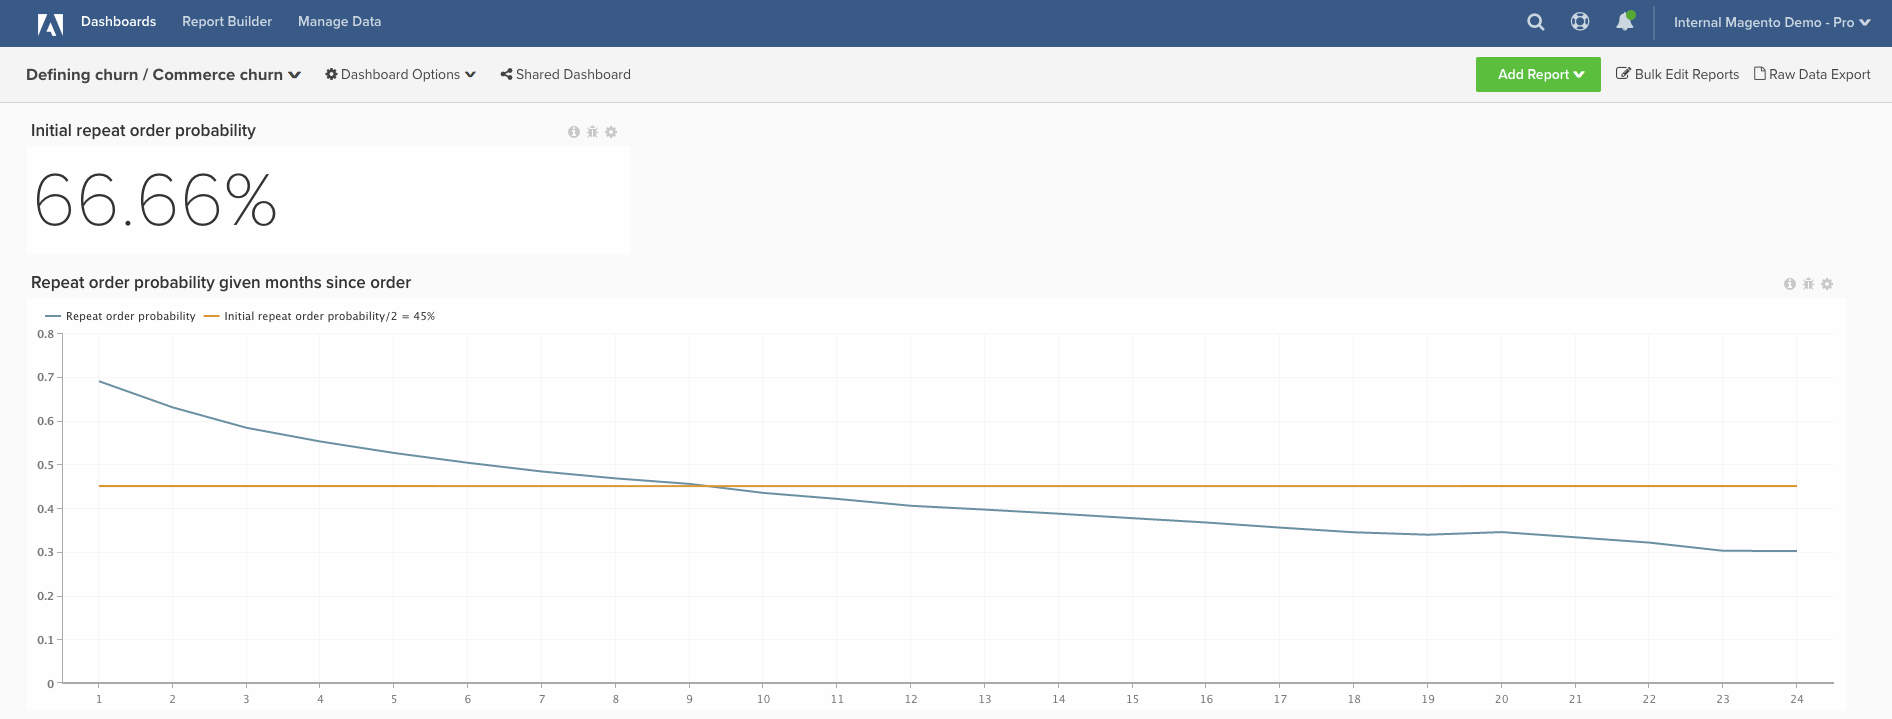 Dashboards Report Builder Manage Data Internal Magento Demo - Pro
Defining churn / Commerce churn Dashboard Options Shared Dashboard Add Report Bulk Edit Reports Raw Data Export
Initial repeat order probability
66.66%
Repeat order probability given months since order
Repeat order probability Initial repeat order probability/2 = 45%
0.8
0.7
0.6
0.5
0.4
0.3
0.2
0.1
0
1 2 3 4 5 6 7 8 9 10 11 12 13 14 15 16 17 18 19 20 21 22 23 24